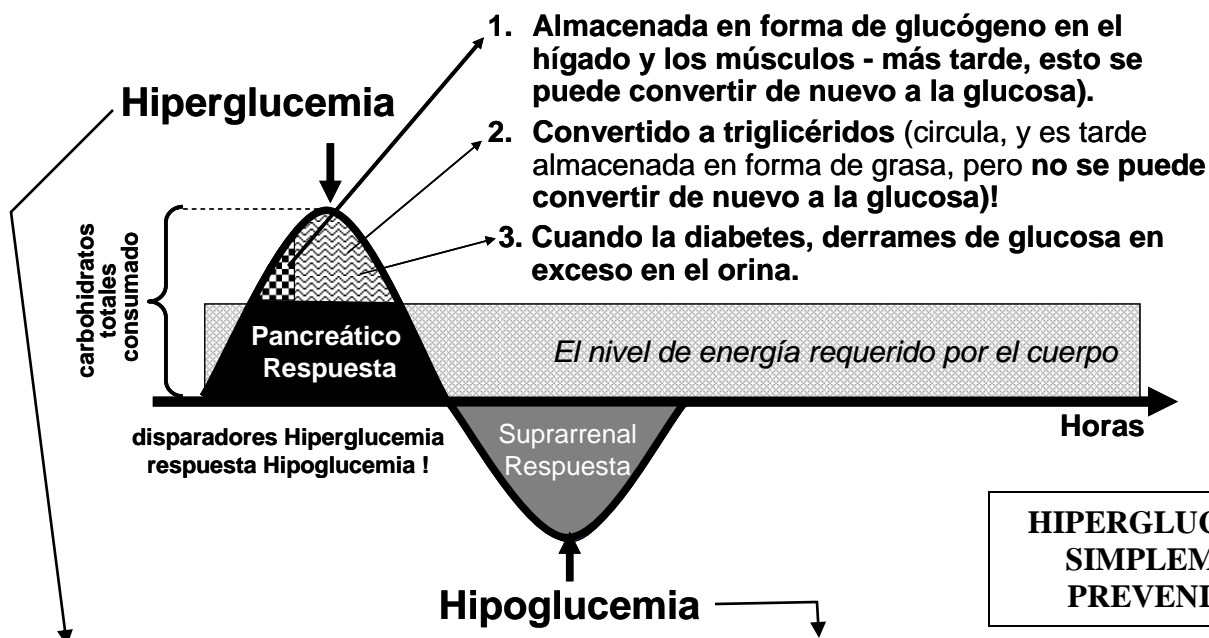 1. Almacenada en forma de glucógeno en el
hígado y los músculos - más tarde, esto se
puede convertir de nuevo a la glucosa).
Hiperglucemia
2. Convertido a triglicéridos (circula, y es tarde
almacenada en forma de grasa, pero no se puede
convertir de nuevo a la glucosa)!
3. Cuando la diabetes, derrames de glucosa en
exceso en el orina.
carbohidratos
totales
consumado
Pancreático
Respuesta
El nivel de energía requerido por el cuerpo
Horas
disparadores Hiperglucemia
respuesta Hipoglucemia !
Suprarrenal
Respuesta
Hipoglucemia